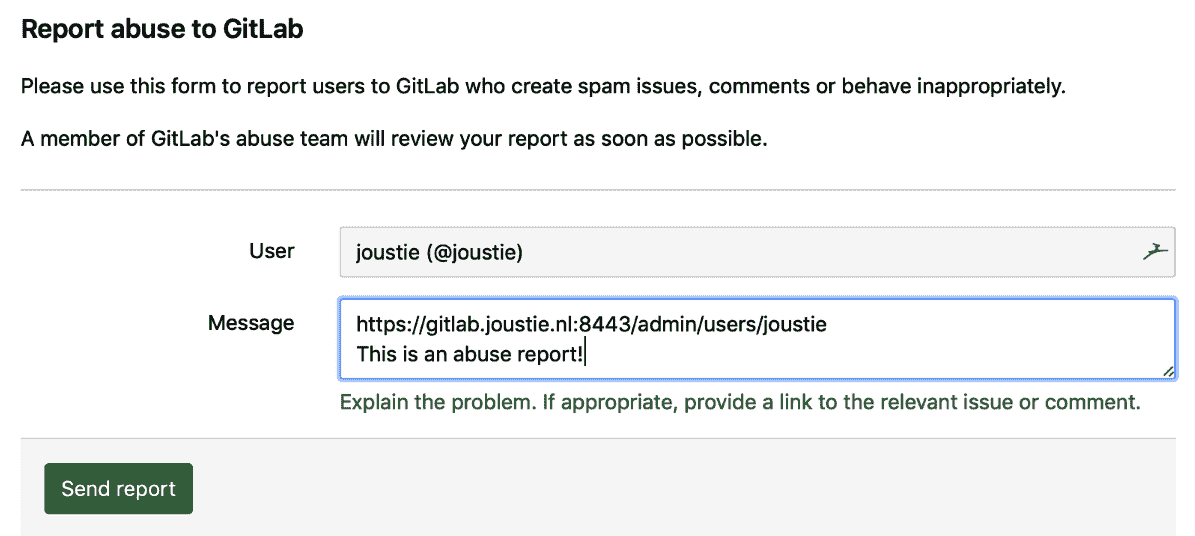 Report abuse to GitLab
Please use this form to report users to GitLab who create spam issues, comments or behave inappropriately.
A member of GitLab's abuse team will review your report as soon as possible.
User
joustie (@joustie)
Message
https://gitlab.joustie.nl:8443/admin/users/joustie
This is an abuse report!
Explain the problem. If appropriate, provide a link to the relevant issue or comment.
Send report